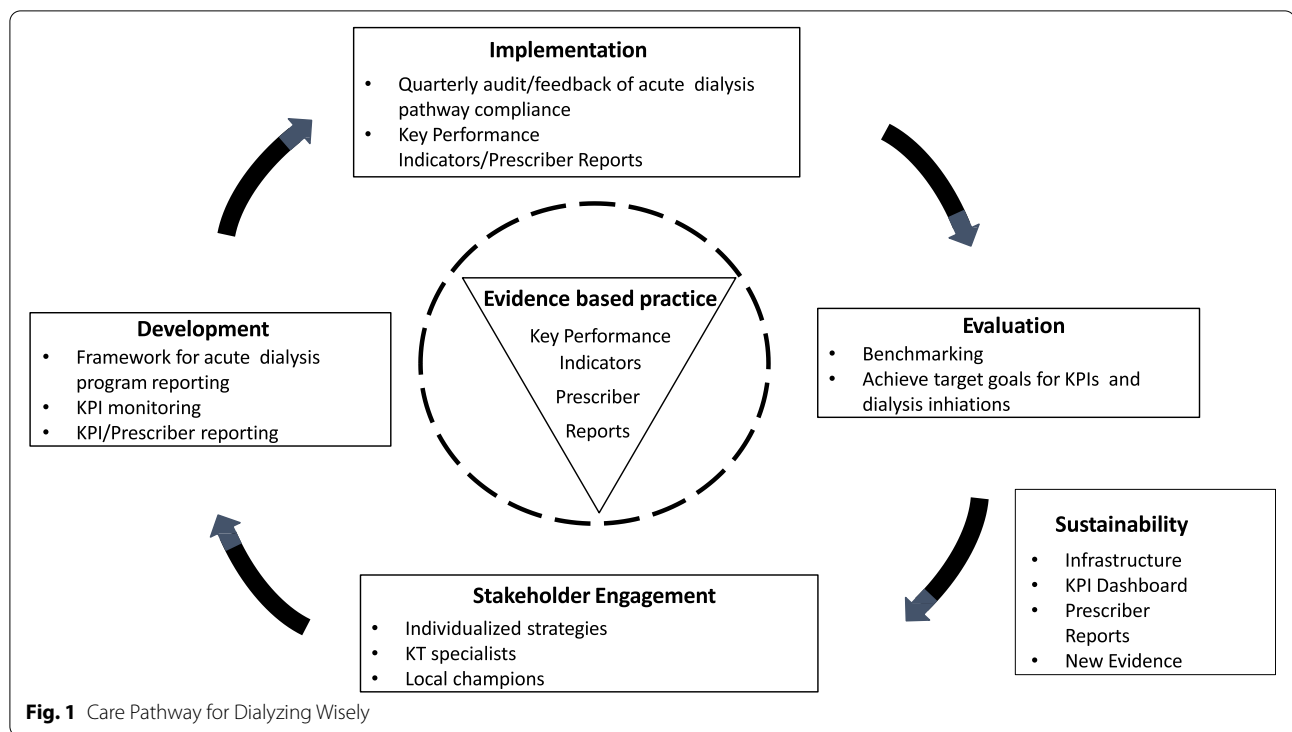 Implementation
• Quarterly audit/feedback of acute dialysis
pathway compliance
• Key Performance
Indicators/Prescriber Reports
Evidence based practice
Key Performance
Indicators
Prescriber
Reports
Development
• Framework for acute dialysis
program reporting
• KPI monitoring
• KPI/Prescriber reporting
Evaluation
• Benchmarking
• Achieve target goals for KPIs and
dialysis inhiations
Sustainability
• Infrastructure
• KPI Dashboard
• Prescriber
Reports
• New Evidence
Stakeholder Engagement
• Individualized strategies
• KT specialists
• Local champions
Fig. 1 Care Pathway for Dialyzing Wisely